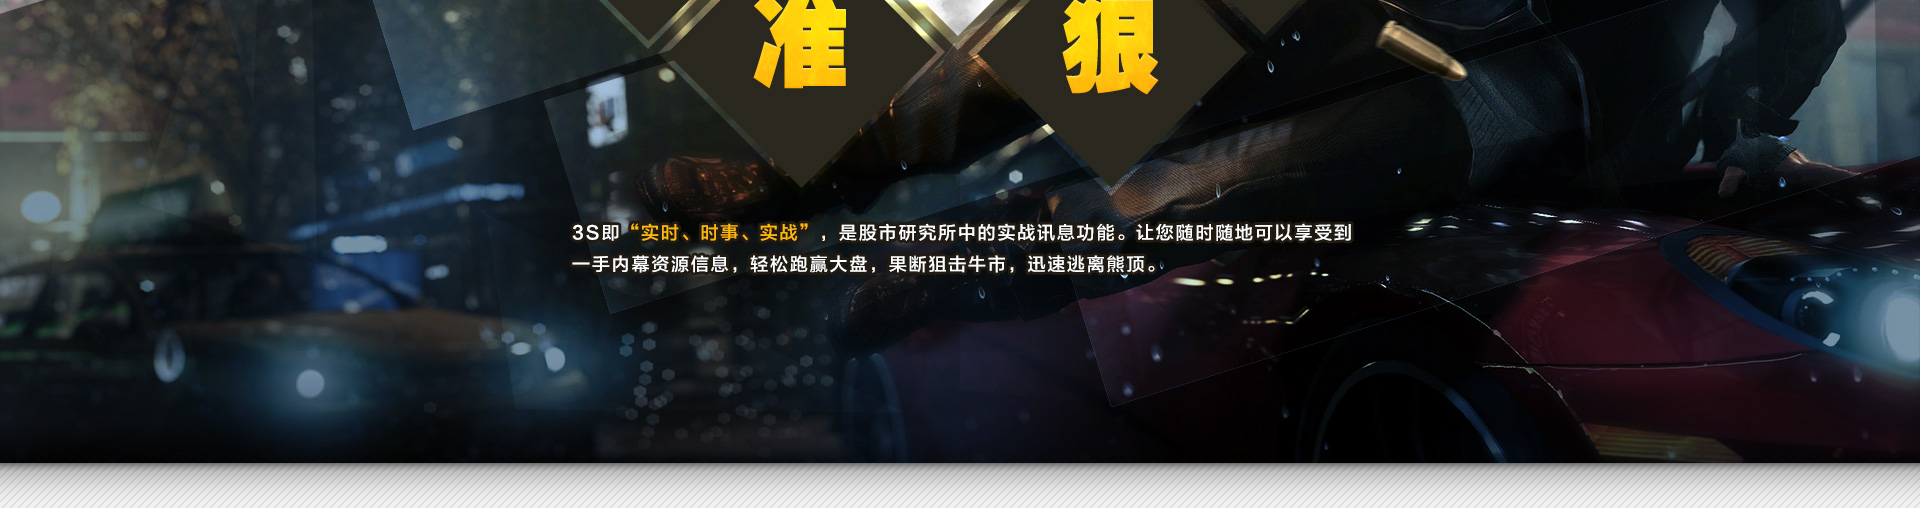 准 狠
3S即“实时、时事、实战”，是股市研究所中的实战讯息功能。让您随时随地可以享受到
一手内幕资源信息，轻松跑赢大盘，果断狙击牛市，迅速逃离熊顶。